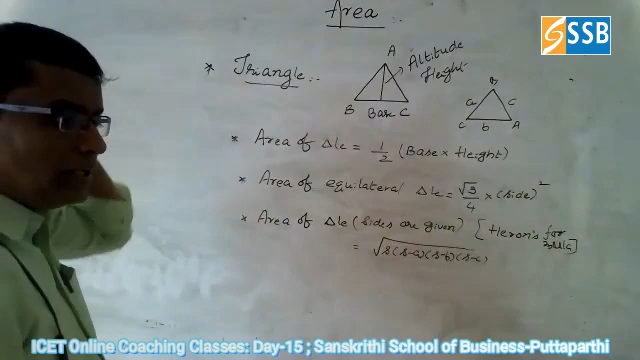 Area
SSB
* Triangle :-
A
Altitude
Height
B Base C
B
a c
C b A
* Area of Δle = 1/2 (Base × Height)
* Area of equilateral Δle = √3/4 × (side)²
* Area of Δle (sides are given) [Heron's for
mula]
= √s(s-a)(s-b)(s-c)
ICET Online Coaching Classes: Day-15 ; Sanskrithi School of Business-Puttaparthi